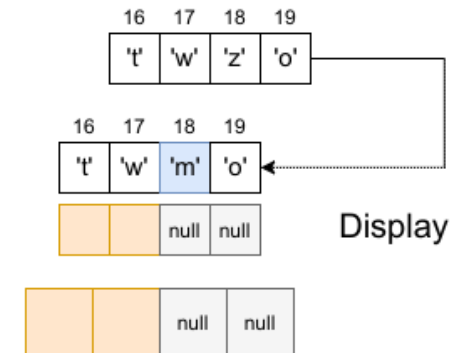 16 17 18 19
't' 'w' 'z' 'o'
16 17 18 19
't' 'w' 'm' 'o'
null null
Display
null null